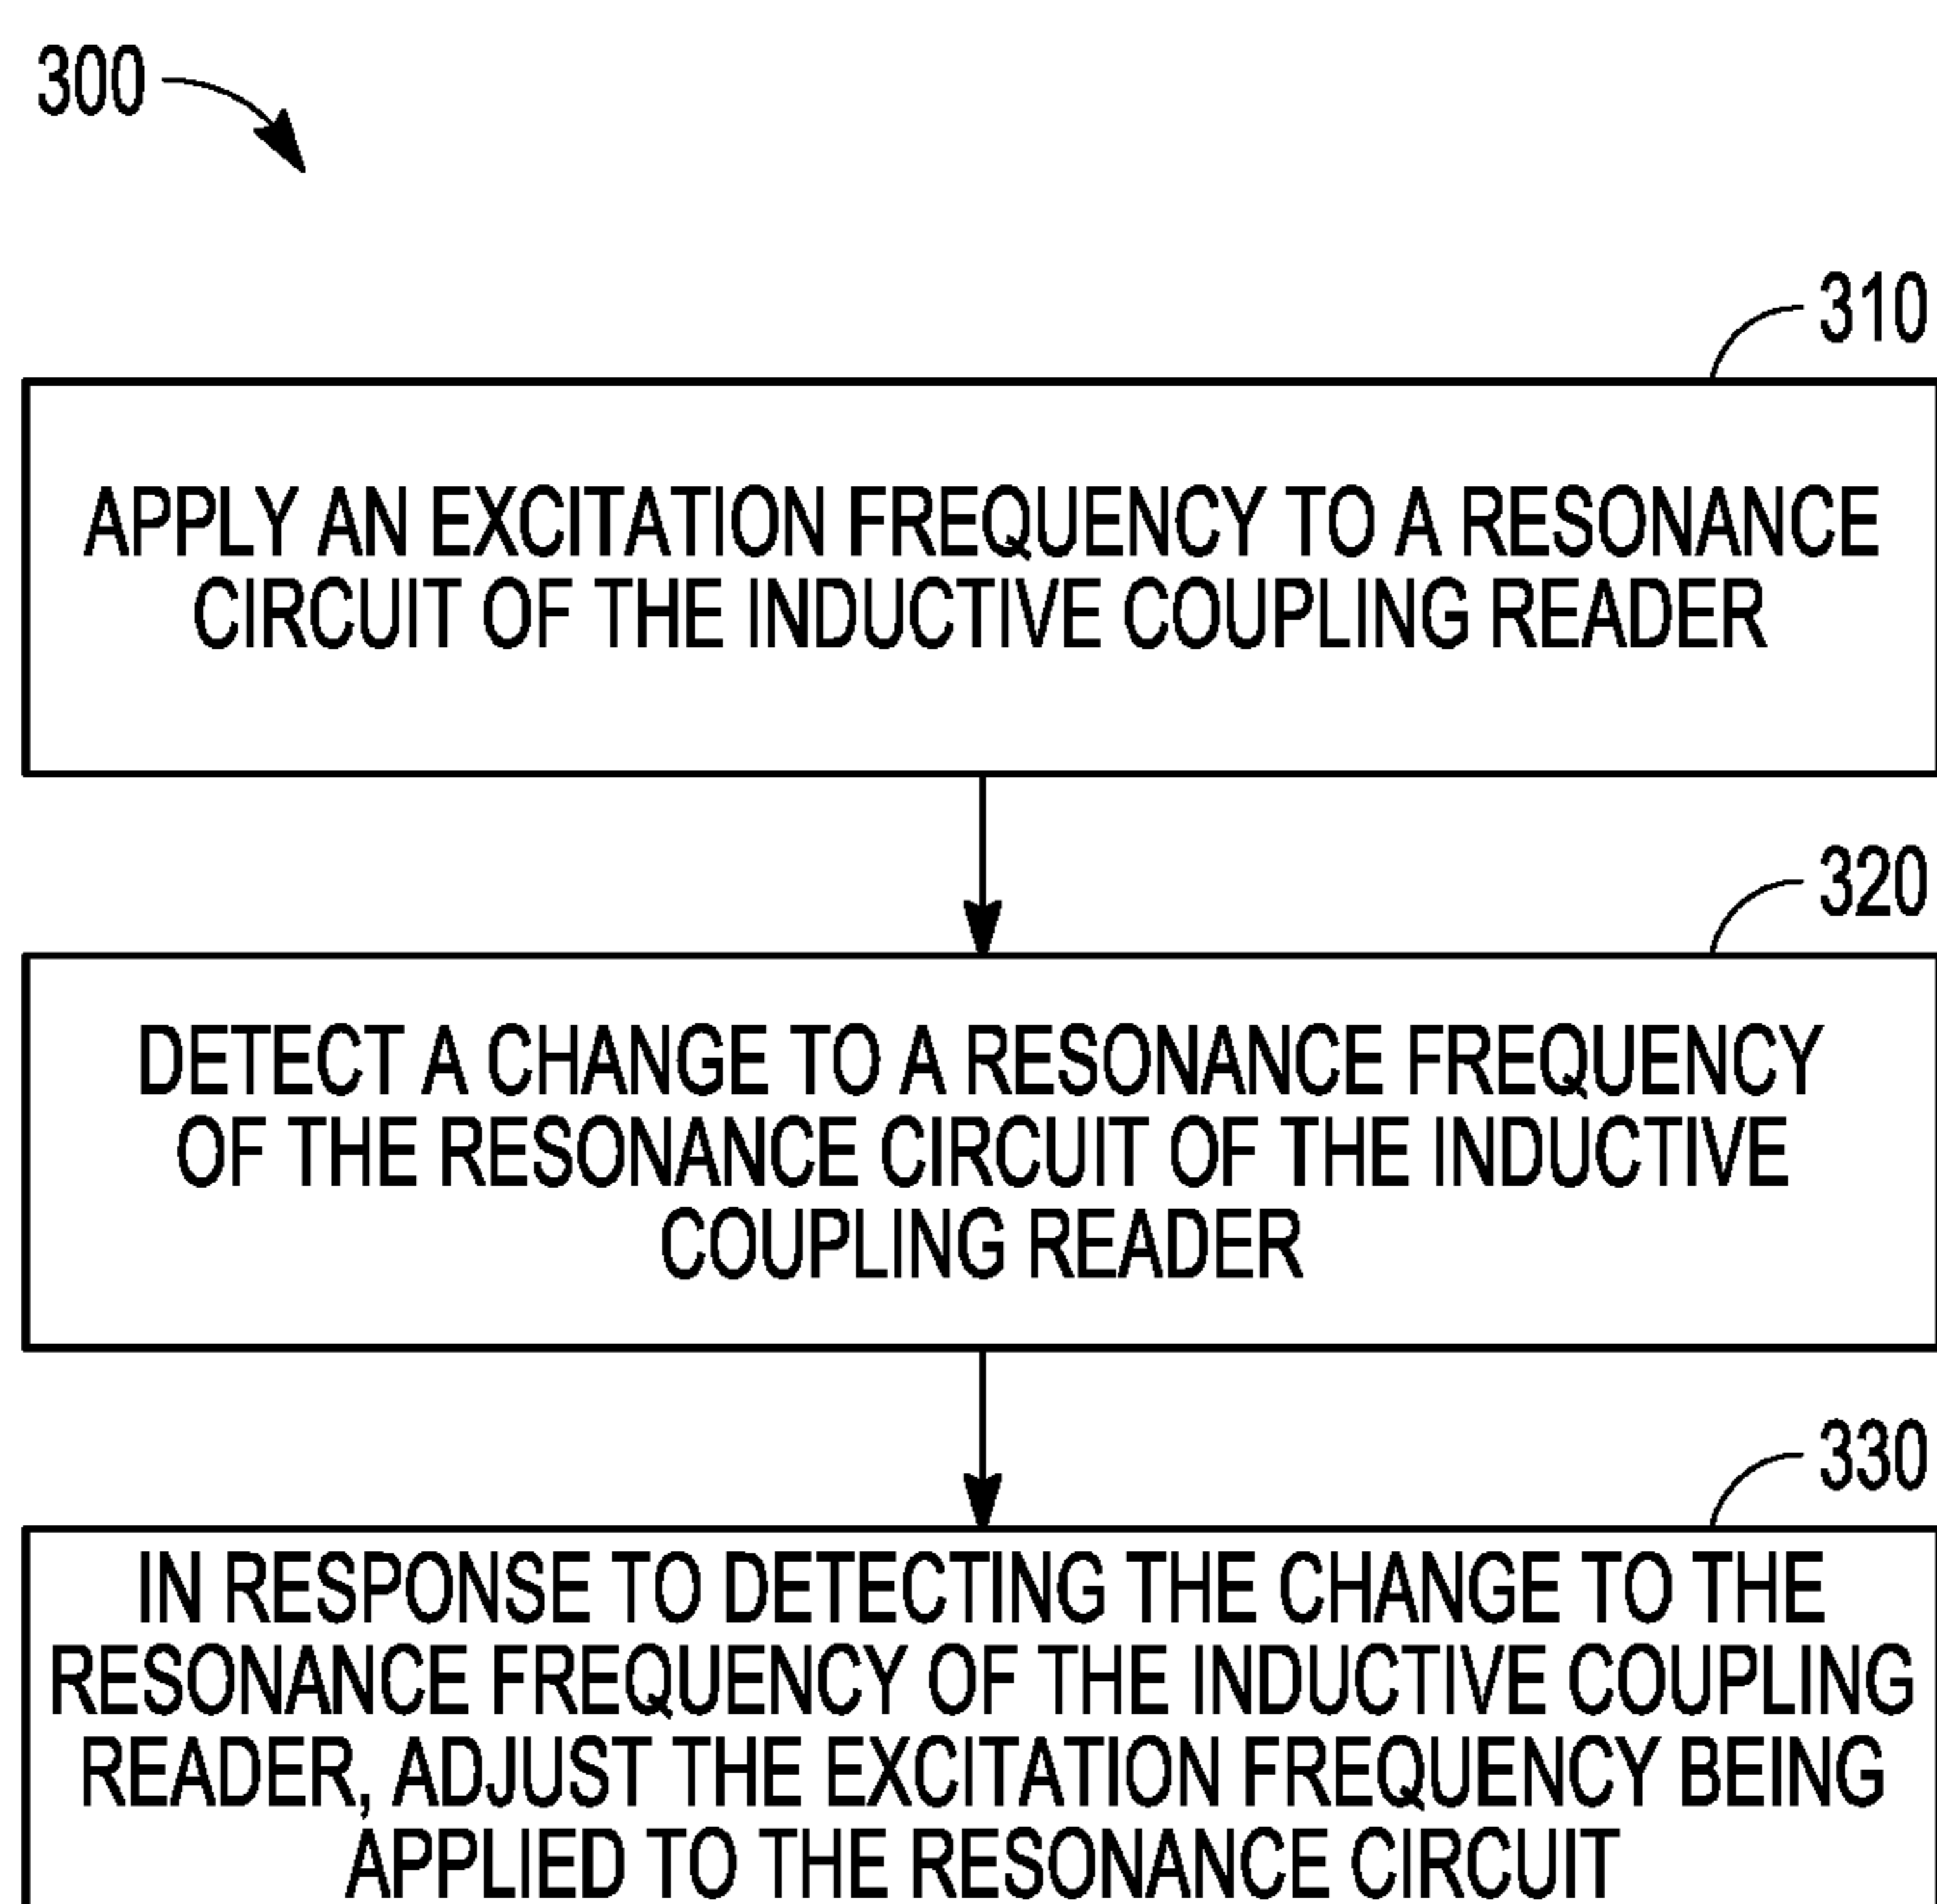 300
310
APPLY AN EXCITATION FREQUENCY TO A RESONANCE
CIRCUIT OF THE INDUCTIVE COUPLING READER
320
DETECT A CHANGE TO A RESONANCE FREQUENCY
OF THE RESONANCE CIRCUIT OF THE INDUCTIVE
COUPLING READER
330
IN RESPONSE TO DETECTING THE CHANGE TO THE
RESONANCE FREQUENCY OF THE INDUCTIVE COUPLING
READER, ADJUST THE EXCITATION FREQUENCY BEING
APPLIED TO THE RESONANCE CIRCUIT